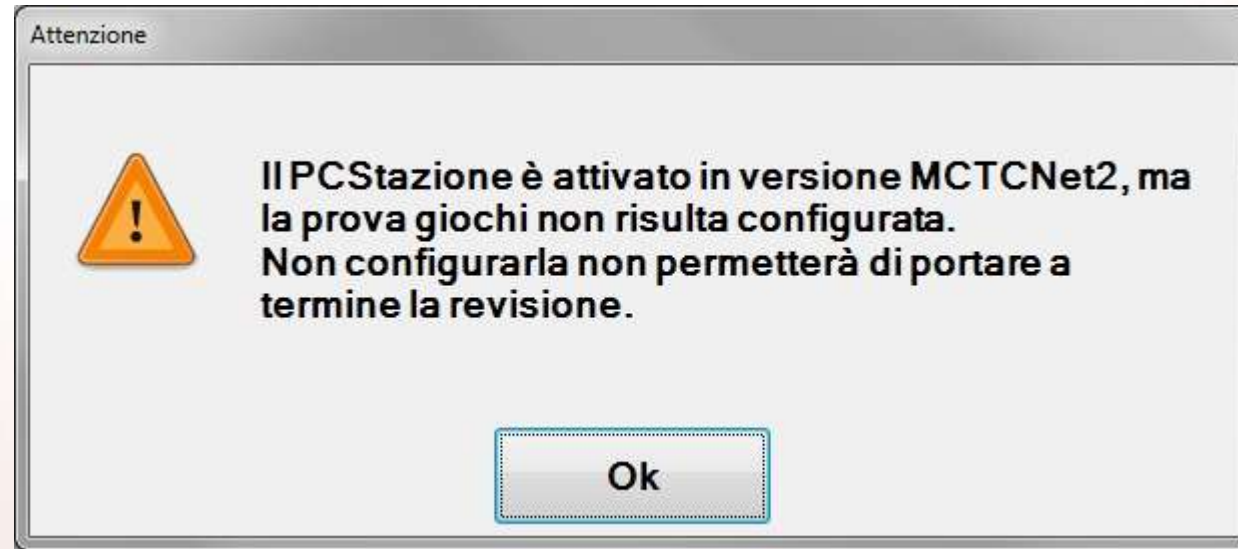 Attenzione
Il PCStazione è attivato in versione MCTCNet2, ma
la prova giochi non risulta configurata.
Non configurarla non permetterà di portare a
termine la revisione.
Ok